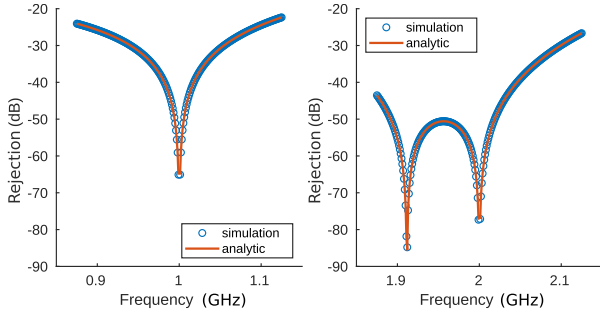 -20
-30
-40
-50
-60
-70
-80
-90
Rejection (dB)
0.9
1
1.1
Frequency (GHz)
simulation
analytic
-20
-30
-40
-50
-60
-70
-80
-90
Rejection (dB)
1.9
2
2.1
Frequency (GHz)
simulation
analytic